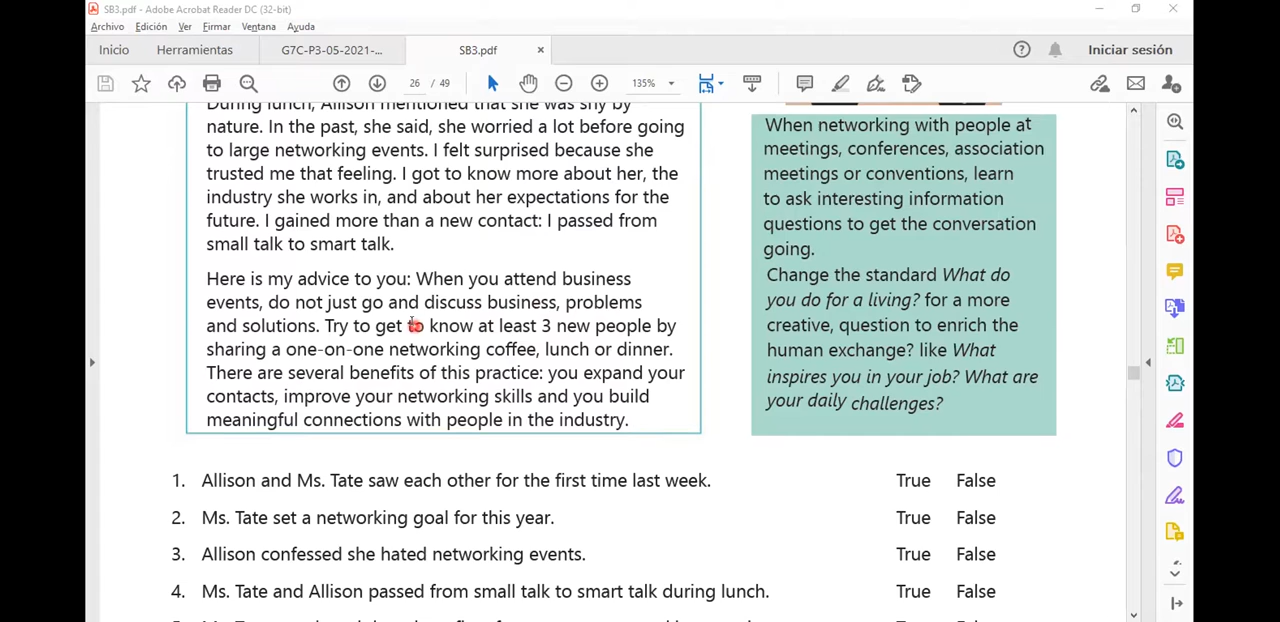 SB3.pdf - Adobe Acrobat Reader DC (32-bit)
Archivo Edición Ver Firmar Ventana Ayuda
Inicio Herramientas G7C-P3-05-2021-... SB3.pdf × Iniciar sesión
26 / 49 135%
During lunch, Allison mentioned that she was shy by
nature. In the past, she said, she worried a lot before going
to large networking events. I felt surprised because she
trusted me that feeling. I got to know more about her, the
industry she works in, and about her expectations for the
future. I gained more than a new contact: I passed from
small talk to smart talk.
Here is my advice to you: When you attend business
events, do not just go and discuss business, problems
and solutions. Try to get to know at least 3 new people by
sharing a one-on-one networking coffee, lunch or dinner.
There are several benefits of this practice: you expand your
contacts, improve your networking skills and you build
meaningful connections with people in the industry.
When networking with people at
meetings, conferences, association
meetings or conventions, learn
to ask interesting information
questions to get the conversation
going.
Change the standard What do
you do for a living? for a more
creative, question to enrich the
human exchange? like What
inspires you in your job? What are
your daily challenges?
1. Allison and Ms. Tate saw each other for the first time last week. True False
2. Ms. Tate set a networking goal for this year. True False
3. Allison confessed she hated networking events. True False
4. Ms. Tate and Allison passed from small talk to smart talk during lunch. True False